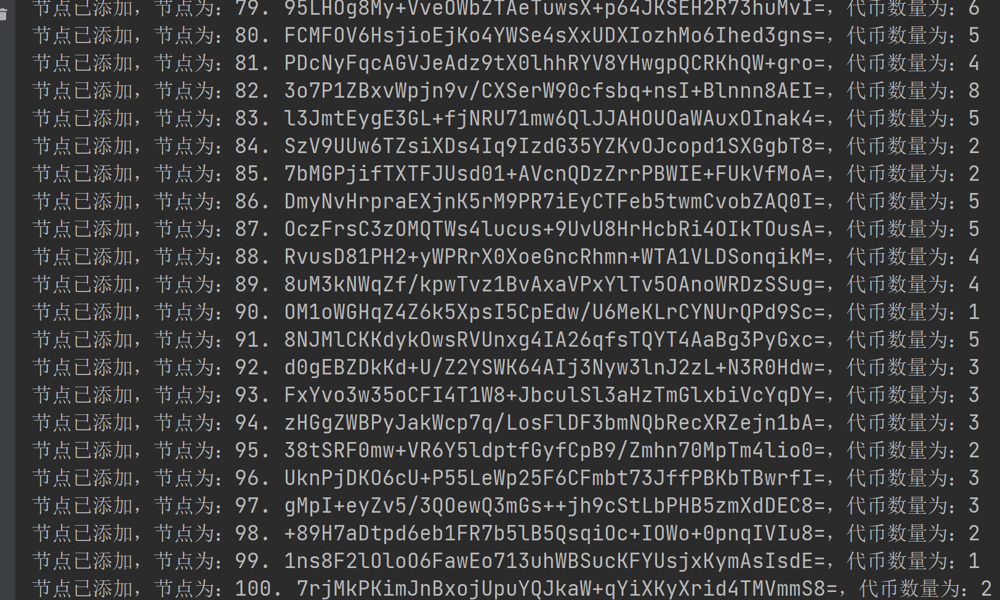 节点已添加，节点为：79. 95LHOg8My+VveOWbZTAeTuwsX+p64JKSEH2R73huMvI=，代币数量为：6
节点已添加，节点为：80. FCMFOV6HsjioEjKo4YWSe4sXxUDXIozhMo6Ihed3gns=，代币数量为：5
节点已添加，节点为：81. PDcNyFqcAGVJeAdz9tX0lhhRYV8YHwgpQCRKhQW+gro=，代币数量为：4
节点已添加，节点为：82. 3o7P1ZBxvWpjn9v/CXSerW90cfsbq+nsI+Blnnn8AEI=，代币数量为：8
节点已添加，节点为：83. l3JmtEygE3GL+fjNRU71mw6QlJJAHOUOaWAuxOInak4=，代币数量为：5
节点已添加，节点为：84. SzV9UUw6TZsiXDs4Iq9IzdG35YZKvOJcopd1SXGgbT8=，代币数量为：2
节点已添加，节点为：85. 7bMGPjifTXTFJUsd01+AVcnQDzZrrPBWIE+FUkVfMoA=，代币数量为：2
节点已添加，节点为：86. DmyNvHrpraEXjnK5rM9PR7iEyCTFeb5twmCvobZAQ0I=，代币数量为：5
节点已添加，节点为：87. OczFrsC3zOMQTWs4lucus+9UvU8HrHcbRi4OIkTOusA=，代币数量为：5
节点已添加，节点为：88. RvusD81PH2+yWPRrX0XoeGncRhmn+WTA1VLDSonqikM=，代币数量为：4
节点已添加，节点为：89. 8uM3kNWqZf/kpwTvz1BvAxaVPxYlTv5OAnoWRDzSSug=，代币数量为：4
节点已添加，节点为：90. OM1oWGHqZ4Z6k5XpsI5CpEdw/U6MeKLrCYNUrQPd9Sc=，代币数量为：1
节点已添加，节点为：91. 8NJMlCKKdykOwsRVUnxg4IA26qfsTQYT4AaBg3PyGxc=，代币数量为：5
节点已添加，节点为：92. d0gEBZDkKd+U/Z2YSWK64AIj3Nyw3lnJ2zL+N3R0Hdw=，代币数量为：3
节点已添加，节点为：93. FxYvo3w35oCFI4T1W8+JbculSl3aHzTmGlxbiVcYqDY=，代币数量为：3
节点已添加，节点为：94. zHGgZWBPyJakWcp7q/LosFlDF3bmNQbRecXRZejn1bA=，代币数量为：3
节点已添加，节点为：95. 38tSRF0mw+VR6Y5ldptfGyfCpB9/Zmhn70MpTm4lio0=，代币数量为：2
节点已添加，节点为：96. UknPjDKO6cU+P55LeWp25F6CFmbt73JffPBKbTBwrfI=，代币数量为：3
节点已添加，节点为：97. gMpI+eyZv5/3QOewQ3mGs++jh9cStLbPHB5zmXdDEC8=，代币数量为：3
节点已添加，节点为：98. +89H7aDtpd6eb1FR7b5lB5QsqiOc+IOWo+0pnqIVIu8=，代币数量为：2
节点已添加，节点为：99. 1ns8F2lOloO6FawEo713uhWBSucKFYUsjxKymAsIsdE=，代币数量为：1
节点已添加，节点为：100. 7rjMkPKimJnBxojUpuYQJkaW+qYiXKyXrid4TMVmmS8=，代币数量为：2